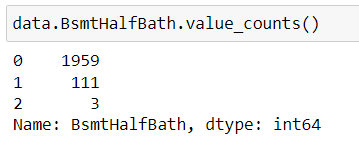 data.BsmtHalfBath.value_counts()
0    1959
1     111
2       3
Name: BsmtHalfBath, dtype: int64